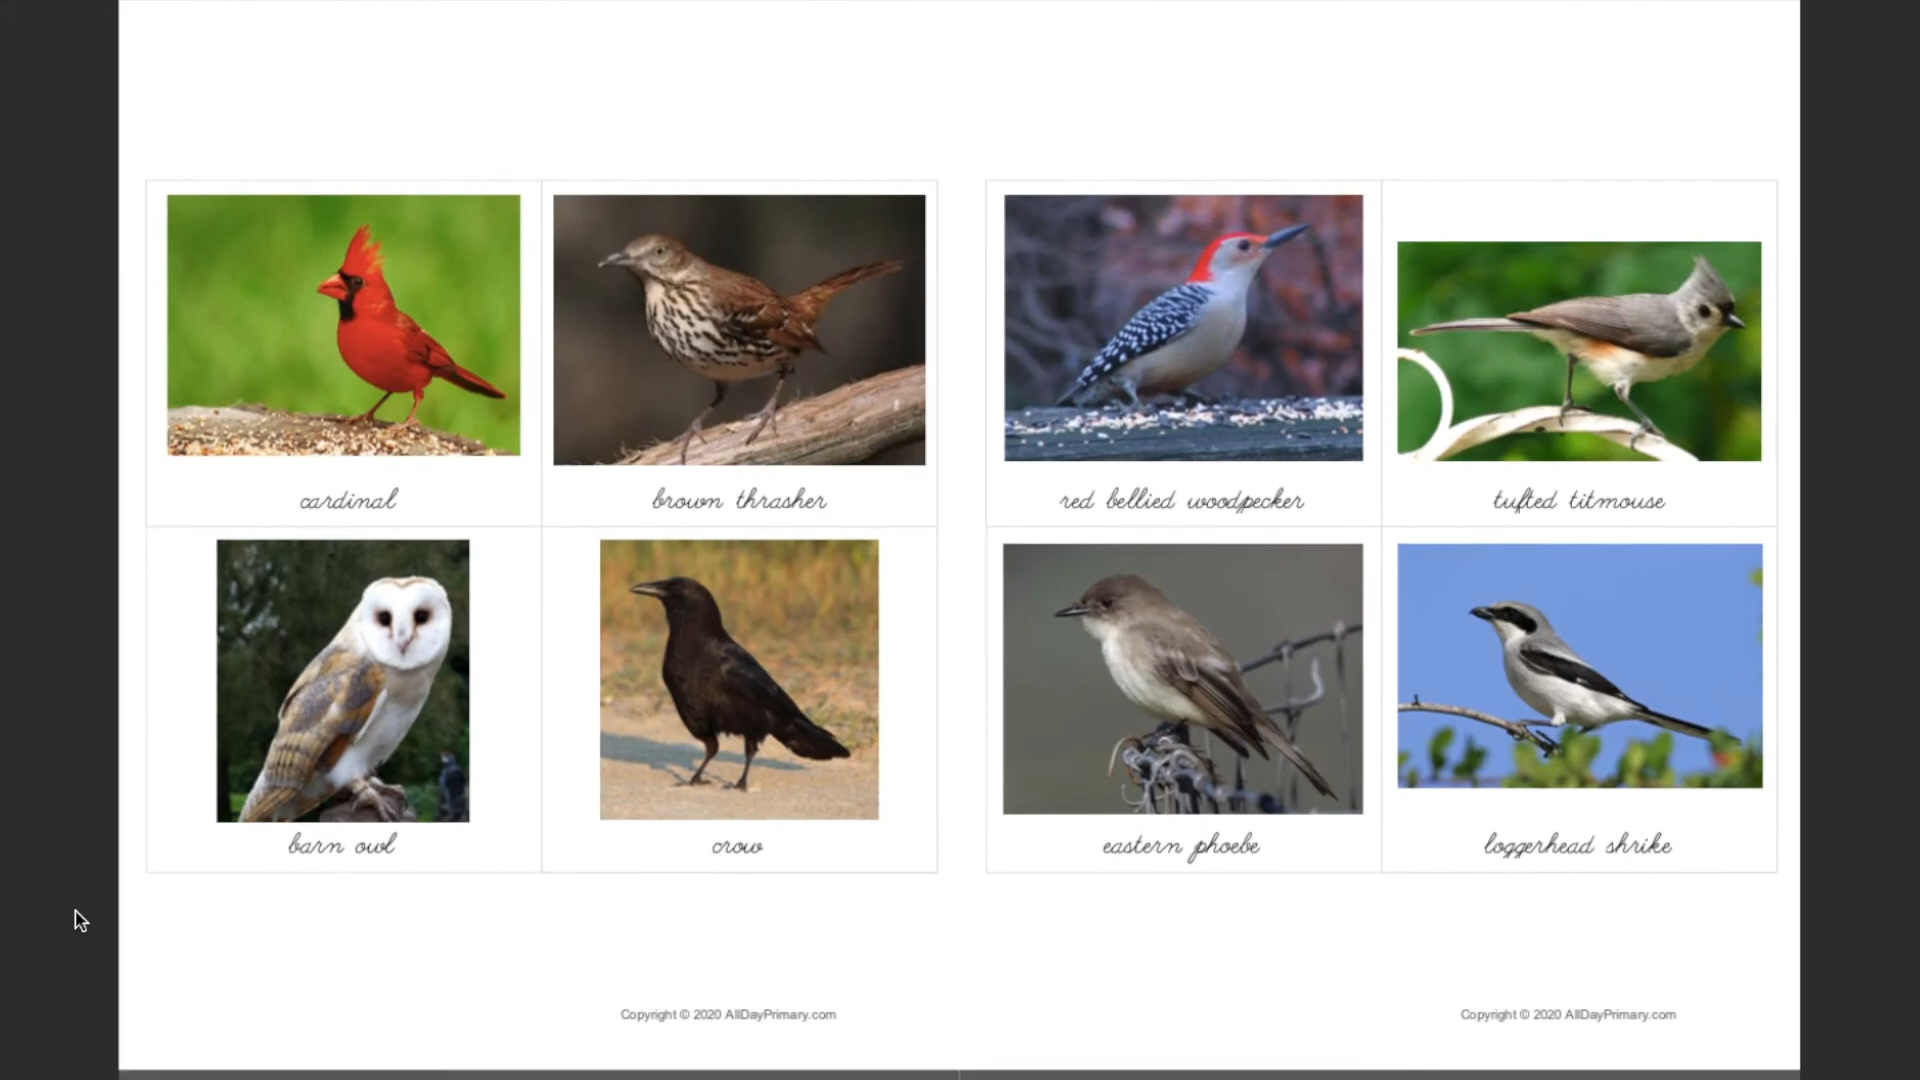 cardinal
brown thrasher
red bellied woodpecker
tufted titmouse
barn owl
crow
eastern phoebe
loggerhead shrike
Copyright © 2020 AllDayPrimary.com
Copyright © 2020 AllDayPrimary.com